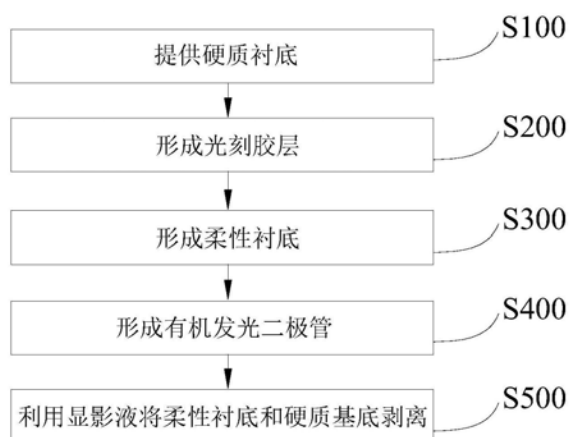 S100
提供硬质衬底
S200
形成光刻胶层
S300
形成柔性衬底
S400
形成有机发光二极管
S500
利用显影液将柔性衬底和硬质基底剥离